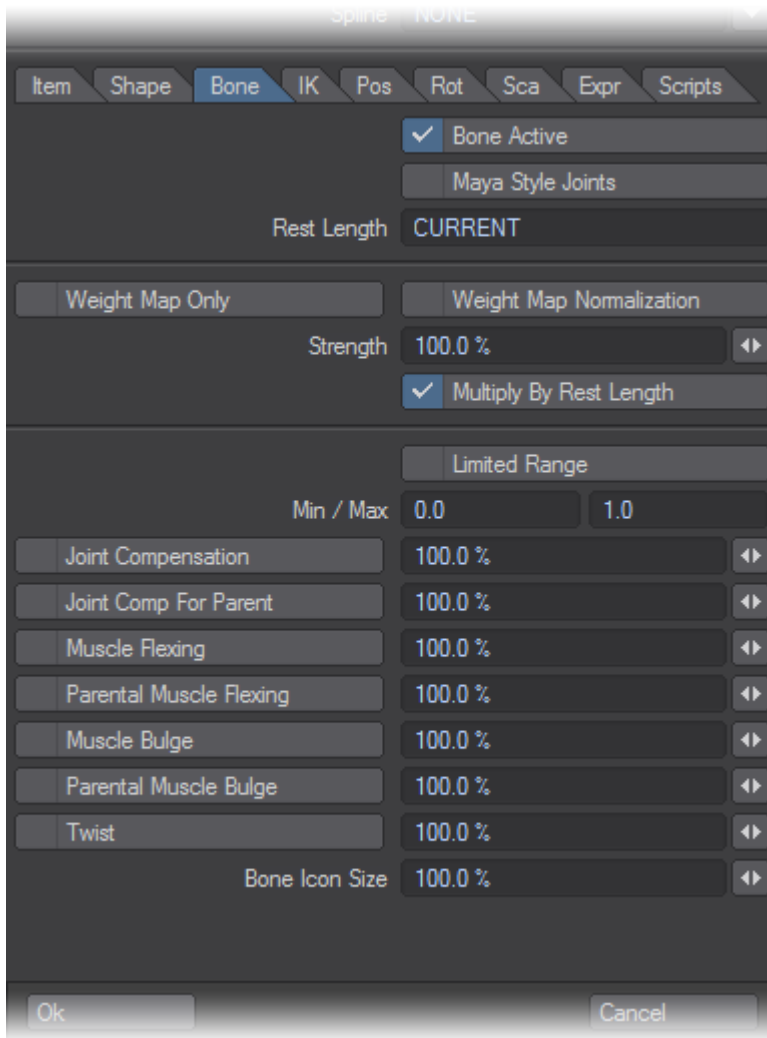 Spline NONE
Item Shape Bone IK Pos Rot Sca Expr Scripts
Bone Active
Maya Style Joints
Rest Length CURRENT
Weight Map Only Weight Map Normalization
Strength 100.0 %
Multiply By Rest Length
Limited Range
Min / Max 0.0 1.0
Joint Compensation 100.0 %
Joint Comp For Parent 100.0 %
Muscle Flexing 100.0 %
Parental Muscle Flexing 100.0 %
Muscle Bulge 100.0 %
Parental Muscle Bulge 100.0 %
Twist 100.0 %
Bone Icon Size 100.0 %
Ok Cancel